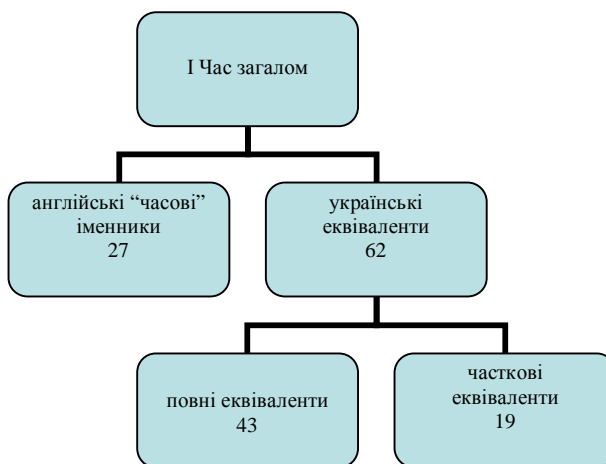 І Час загалом
англійські “часові”
іменники
27
українські
еквіваленти
62
повні еквіваленти
43
часткові
еквіваленти
19